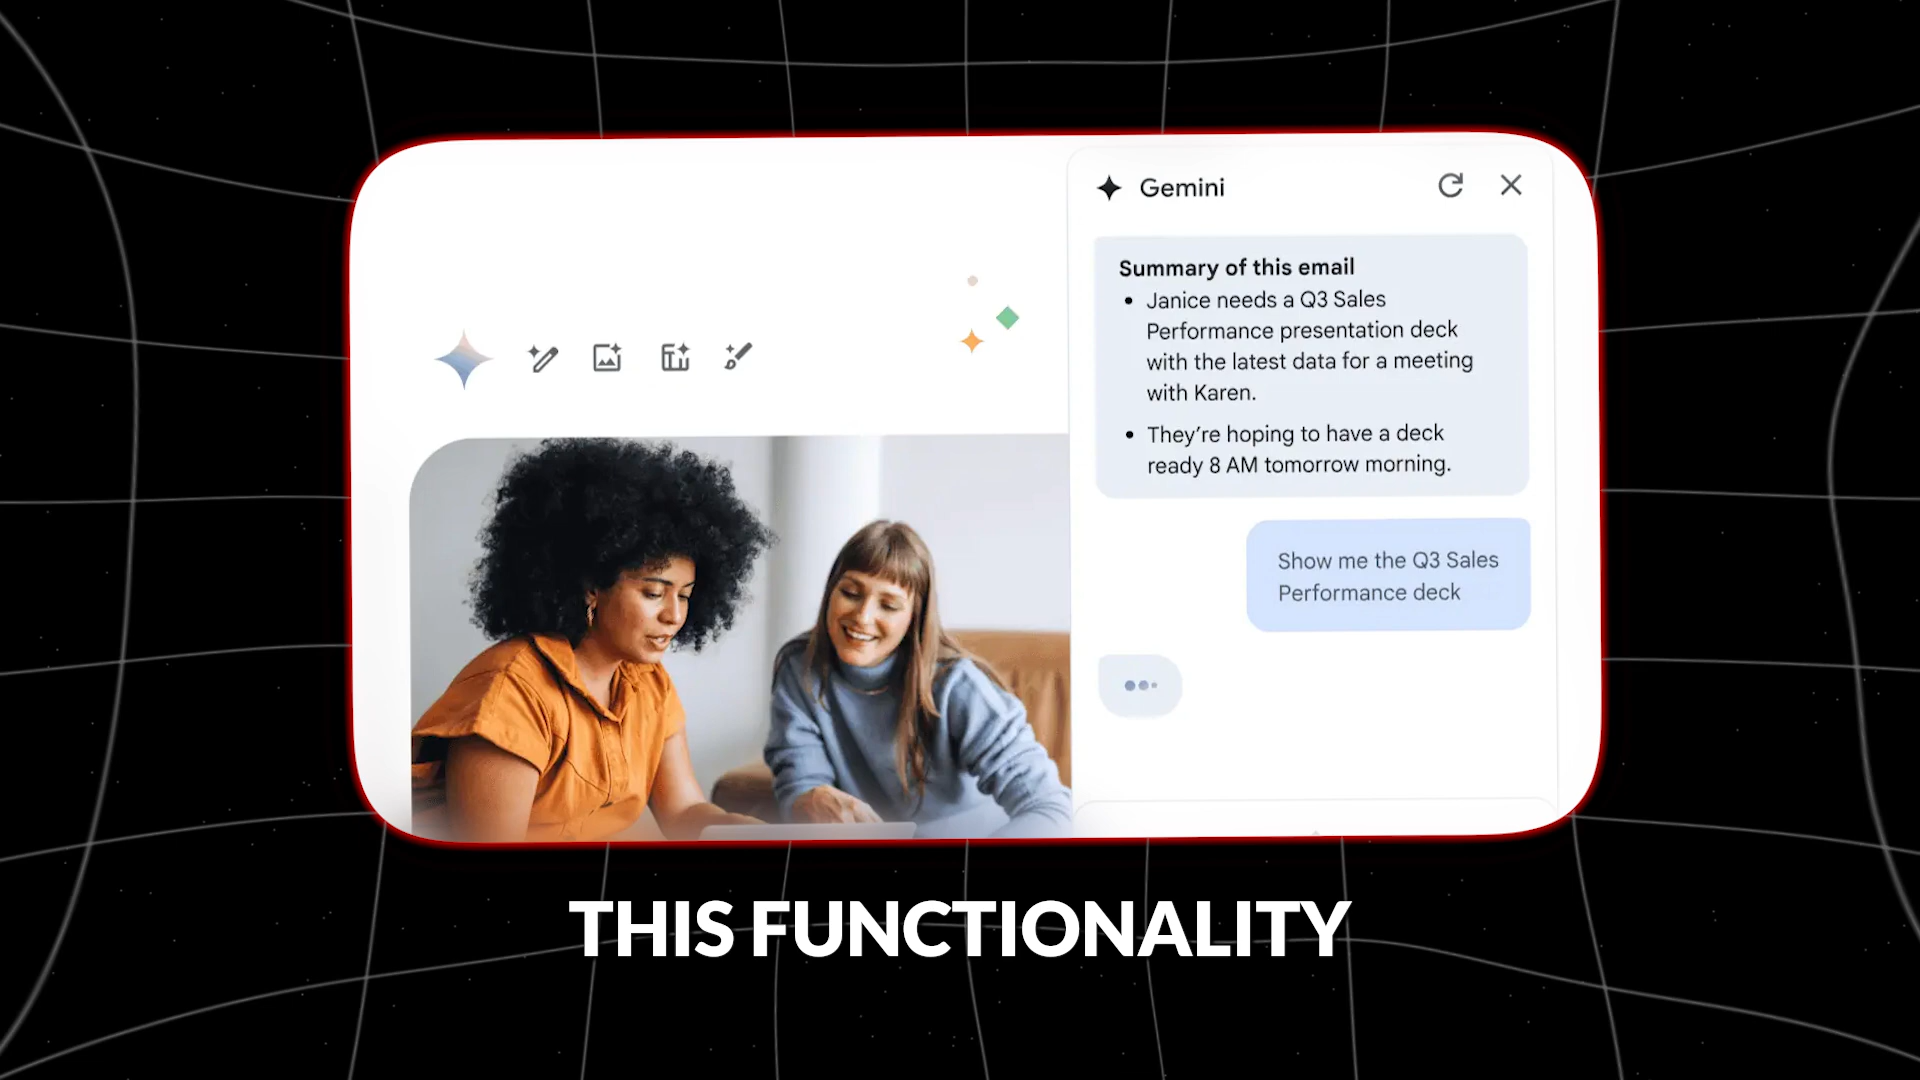 Gemini
Summary of this email
• Janice needs a Q3 Sales
Performance presentation deck
with the latest data for a meeting
with Karen.
• They’re hoping to have a deck
ready 8 AM tomorrow morning.
Show me the Q3 Sales
Performance deck
THIS FUNCTIONALITY